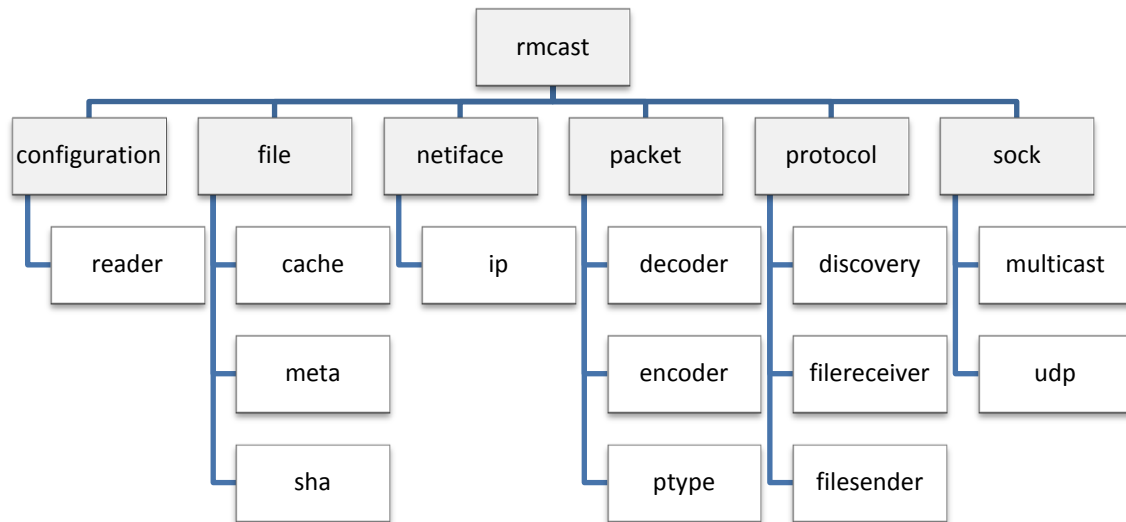 rmcast
configuration
file
netiface
packet
protocol
sock
reader
cache
ip
decoder
discovery
multicast
meta
encoder
filereceiver
udp
sha
ptype
filesender